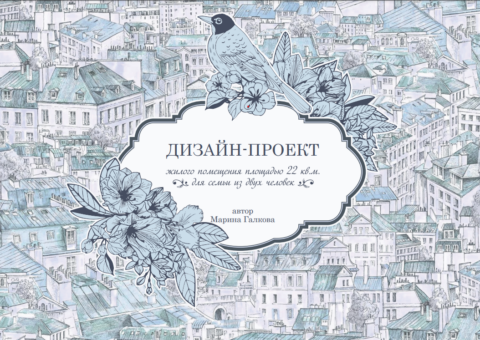 ДИЗАЙН-ПРОЕКТ
жилого помещения площадью 22 кв.м.
для семьи из двух человек
автор
Марина Галкова